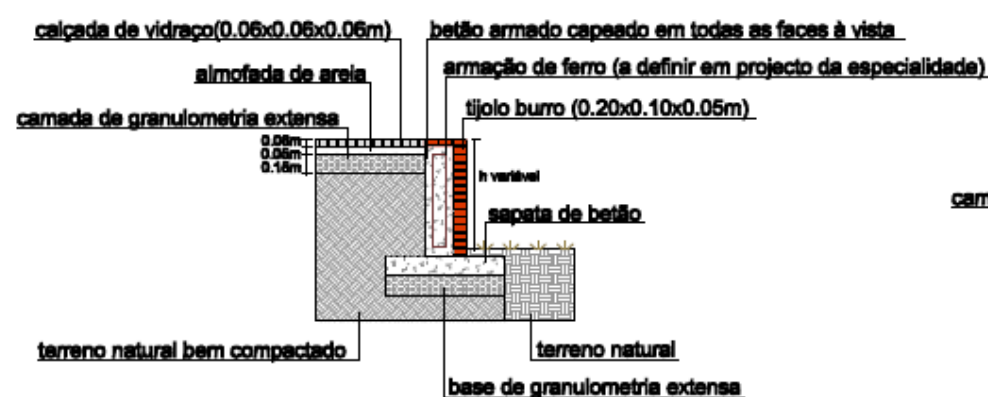 calçada de vidraço(0.06x0.06x0.06m)
betão armado capeado em todas as faces à vista
almofada de areia
armação de ferro (a definir em projecto da especialidade)
camada de granulometria extensa
tijolo burro (0.20x0.10x0.05m)
0.06m
0.05m
0.15m
h variável
sapata de betão
cam
terreno natural bem compactado
terreno natural
base de granulometria extensa